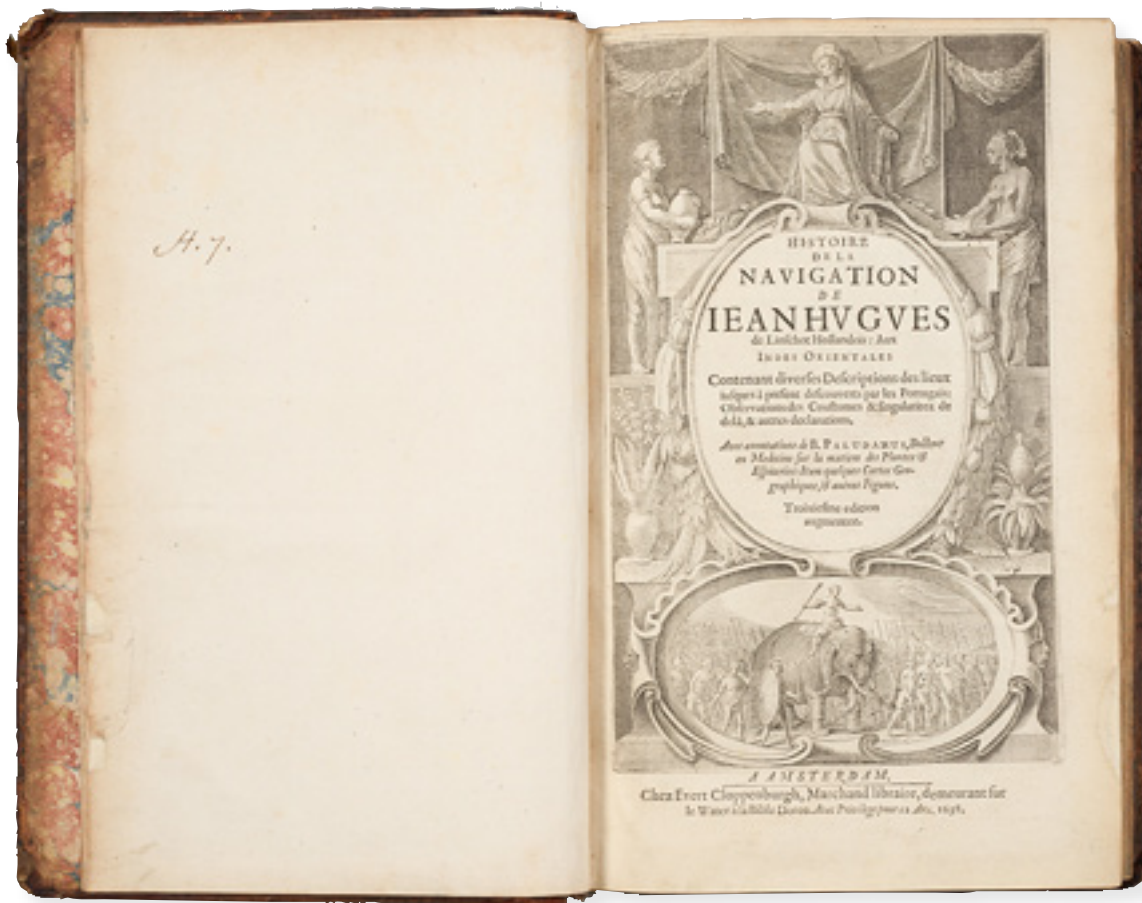 H. 7.
HISTOIRE
DE LA
NAVIGATION
DE
IEAN HVGVES
de Linſchot Hollandois: Aux
INDES ORIENTALES
Contenant diverſes Deſcriptions des lieux
iuſques à preſent deſcouverts par les Portugais:
Obſervations des Couſtumes & ſingularitez de
delà, & autres declarations.
Avec annotations de B. PALUDANUS, Docteur
en Medecine ſur la matiere des Plantes &
Eſpiceries: Item quelques Cartes Geo-
graphiques, & autres Figures.
Troiſieſme edition
augmentee.
A AMSTERDAM,
Chez Evert Cloppenburgh, Marchand libraire, demeurant ſur
le Water à la Bible Doree. Avec Privilege pour 12 Ans. 1638.